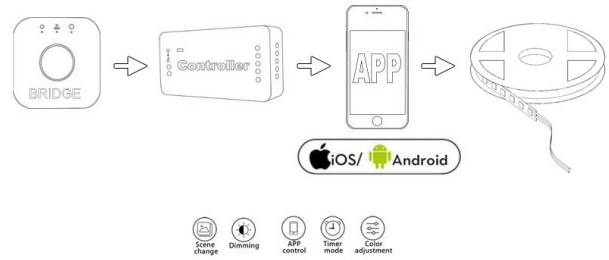 BRIDGE
Controller
APP
iOS/ Android
Scene
change
Dimming
APP
control
Timer
mode
Color
adjustment